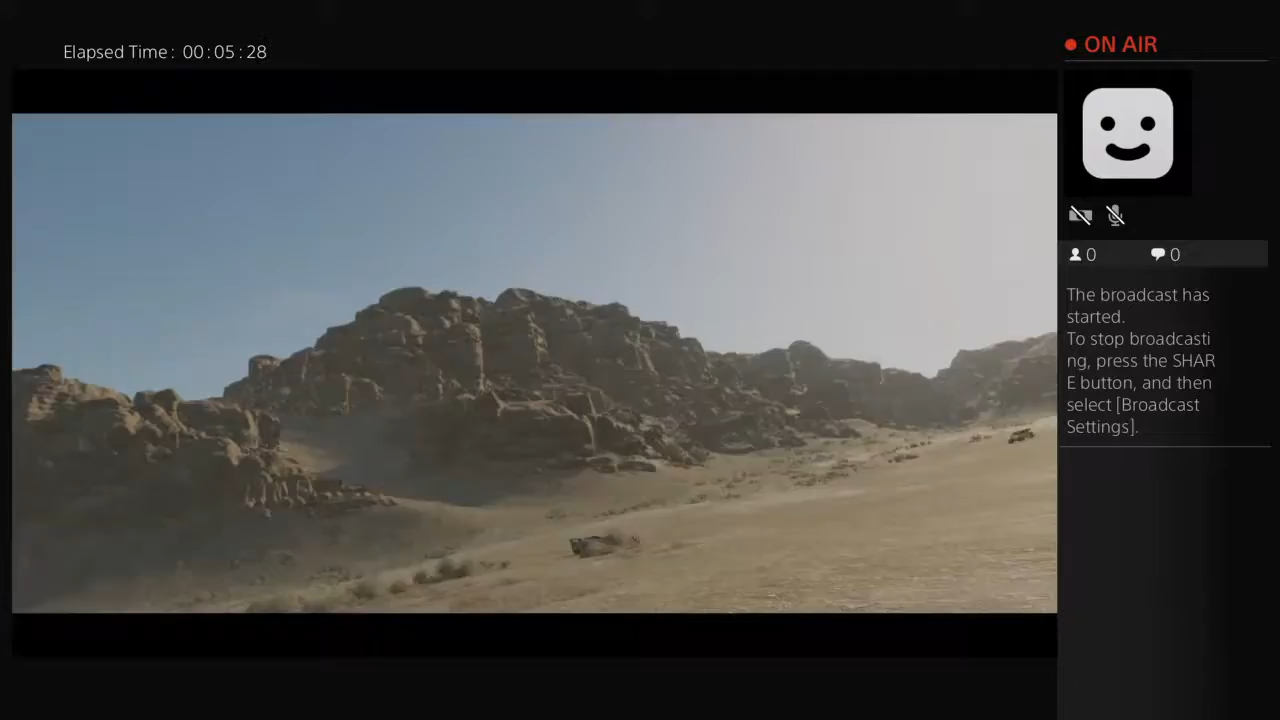 Elapsed Time: 00:05:28
ON AIR
0
0
The broadcast has
started.
To stop broadcasti
ng, press the SHAR
E button, and then
select [Broadcast
Settings].